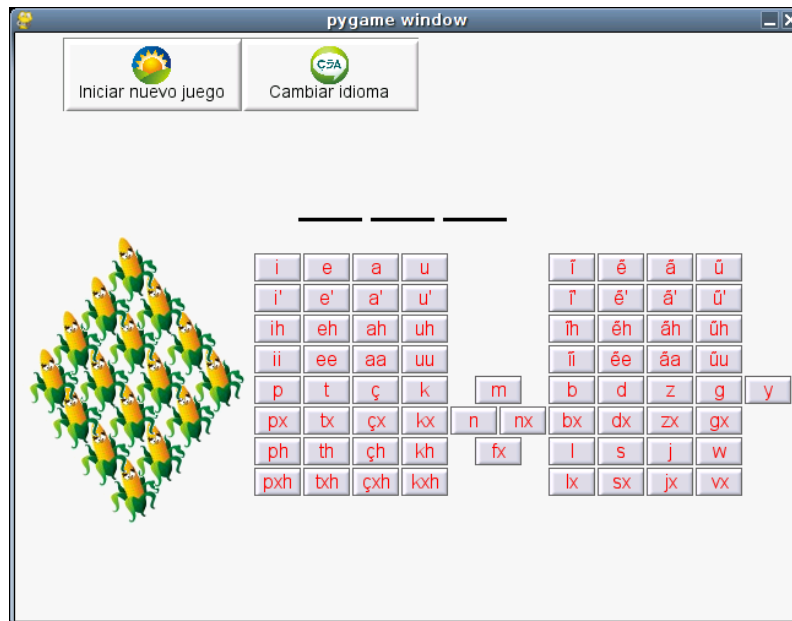 pygame window
Iniciar nuevo juego Cambiar idioma
i e a u ĩ ẽ ã ũ
i' e' a' u' ĩ' ẽ' ã' ũ'
ih eh ah uh ĩh ẽh ãh ũh
ii ee aa uu ĩi ẽe ãa ũu
p t ç k m b d z g y
px tx çx kx n nx bx dx zx gx
ph th çh kh fx l s j w
pxh txh çxh kxh lx sx jx vx